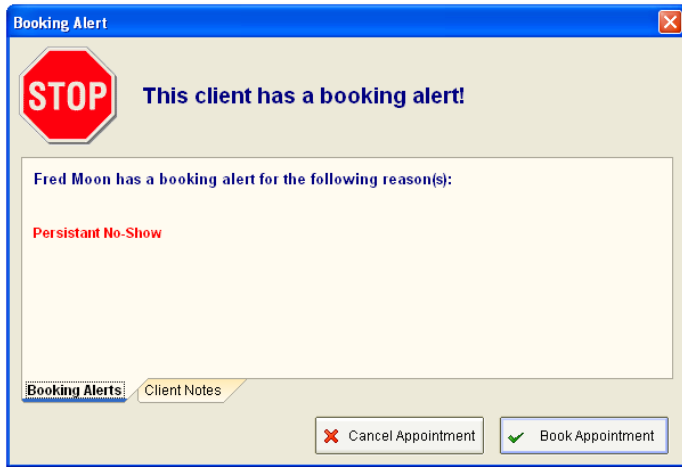 Booking Alert
STOP
This client has a booking alert!
Fred Moon has a booking alert for the following reason(s):
Persistant No-Show
Booking Alerts
Client Notes
Cancel Appointment
Book Appointment